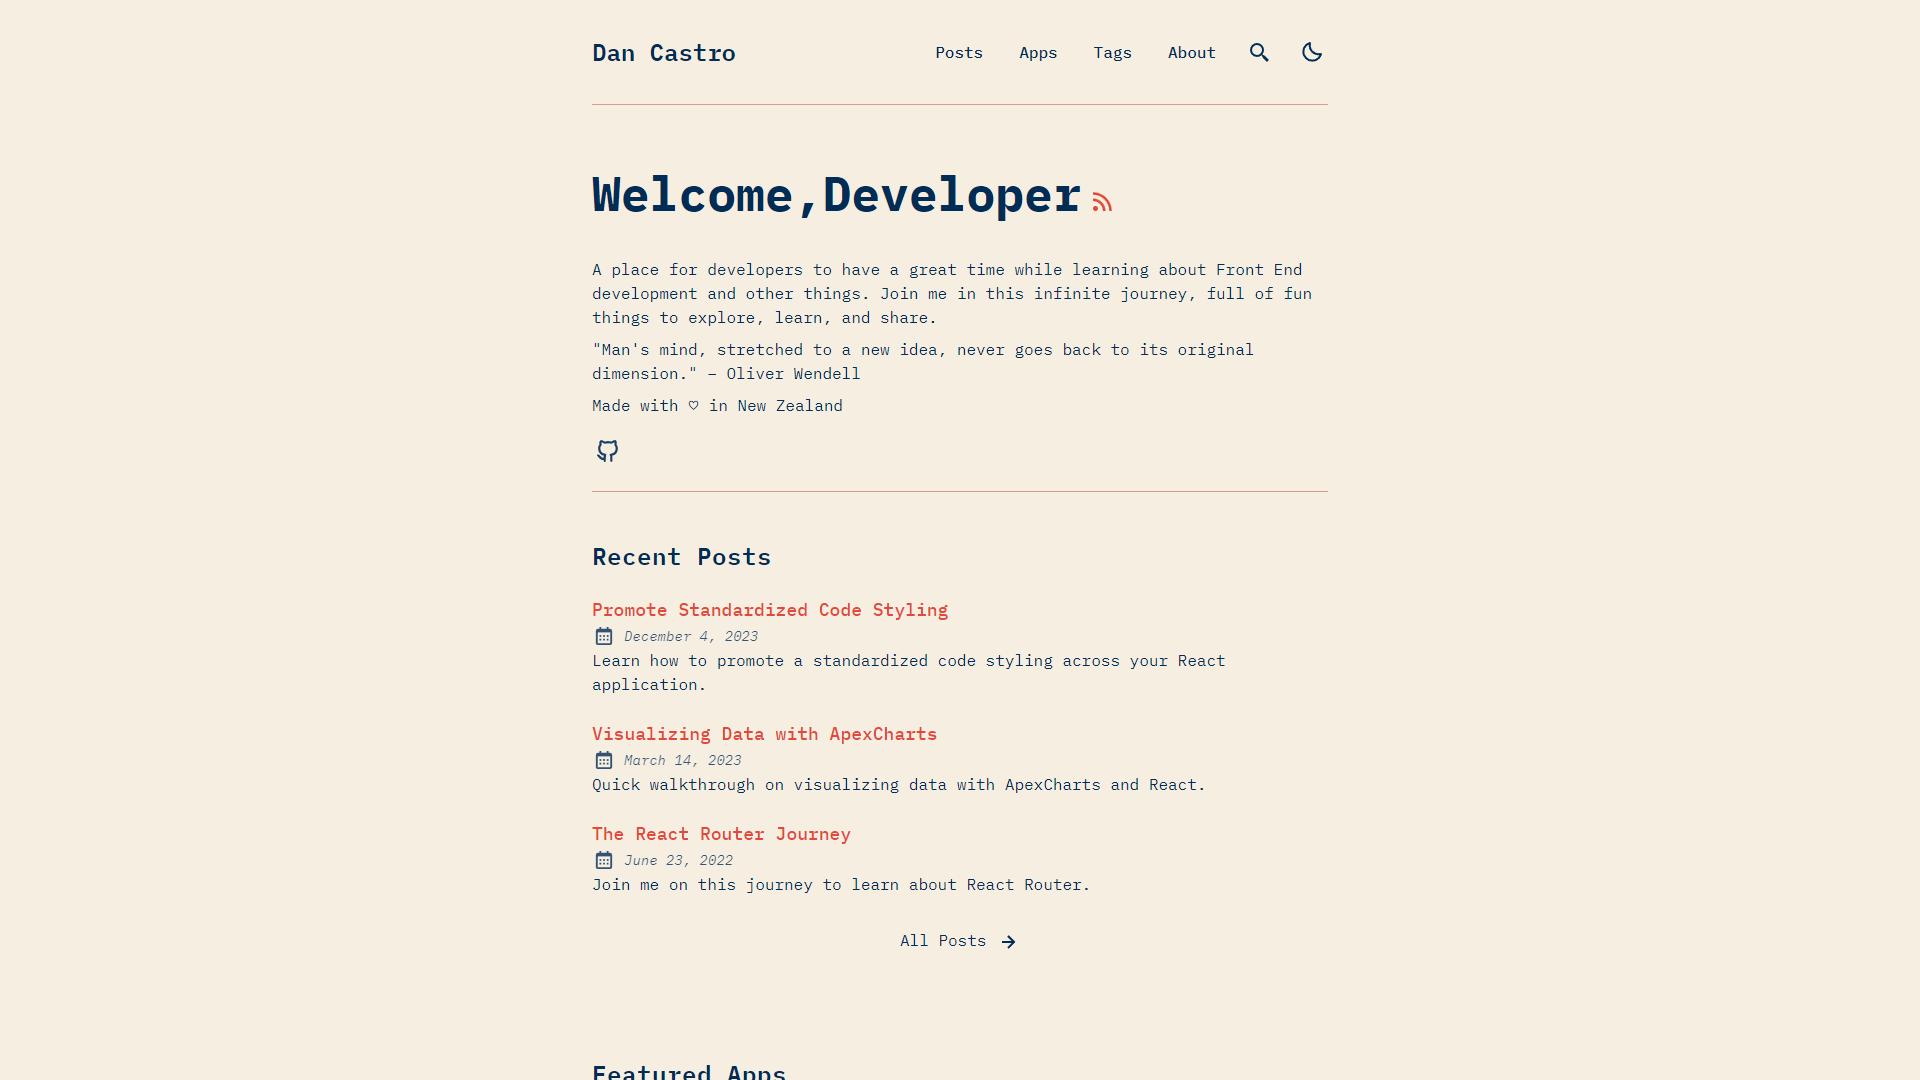 Dan Castro
Posts Apps Tags About
Welcome,Developer
A place for developers to have a great time while learning about Front End
development and other things. Join me in this infinite journey, full of fun
things to explore, learn, and share.
"Man's mind, stretched to a new idea, never goes back to its original
dimension." – Oliver Wendell
Made with ♡ in New Zealand
Recent Posts
Promote Standardized Code Styling
December 4, 2023
Learn how to promote a standardized code styling across your React
application.
Visualizing Data with ApexCharts
March 14, 2023
Quick walkthrough on visualizing data with ApexCharts and React.
The React Router Journey
June 23, 2022
Join me on this journey to learn about React Router.
All Posts →
Featured Apps